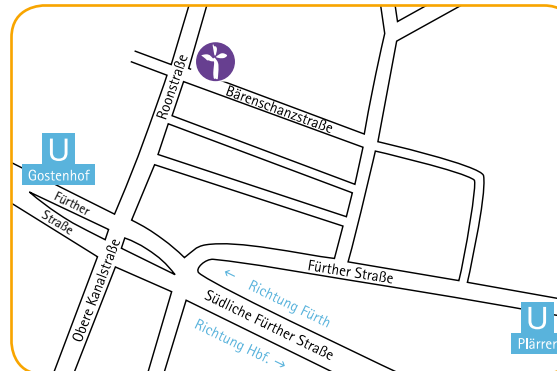 Roonstraße
Bärenschanzstraße
U
Gostenhof
Fürther
Straße
Fürther Straße
← Richtung Fürth
Obere Kanalstraße
Südliche Fürther Straße
Richtung Hbf. →
U
Plärrer